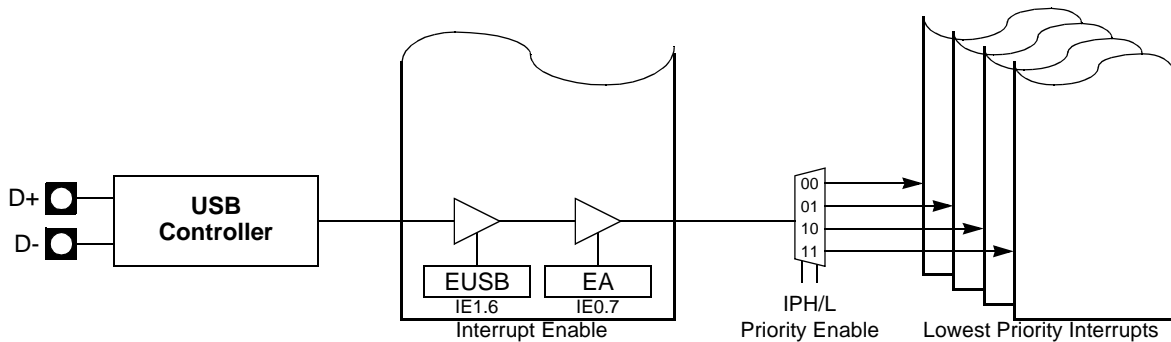 D+
D-
USB
Controller
EUSB
IE1.6
EA
IE0.7
Interrupt Enable
00
01
10
11
IPH/L
Priority Enable
Lowest Priority Interrupts